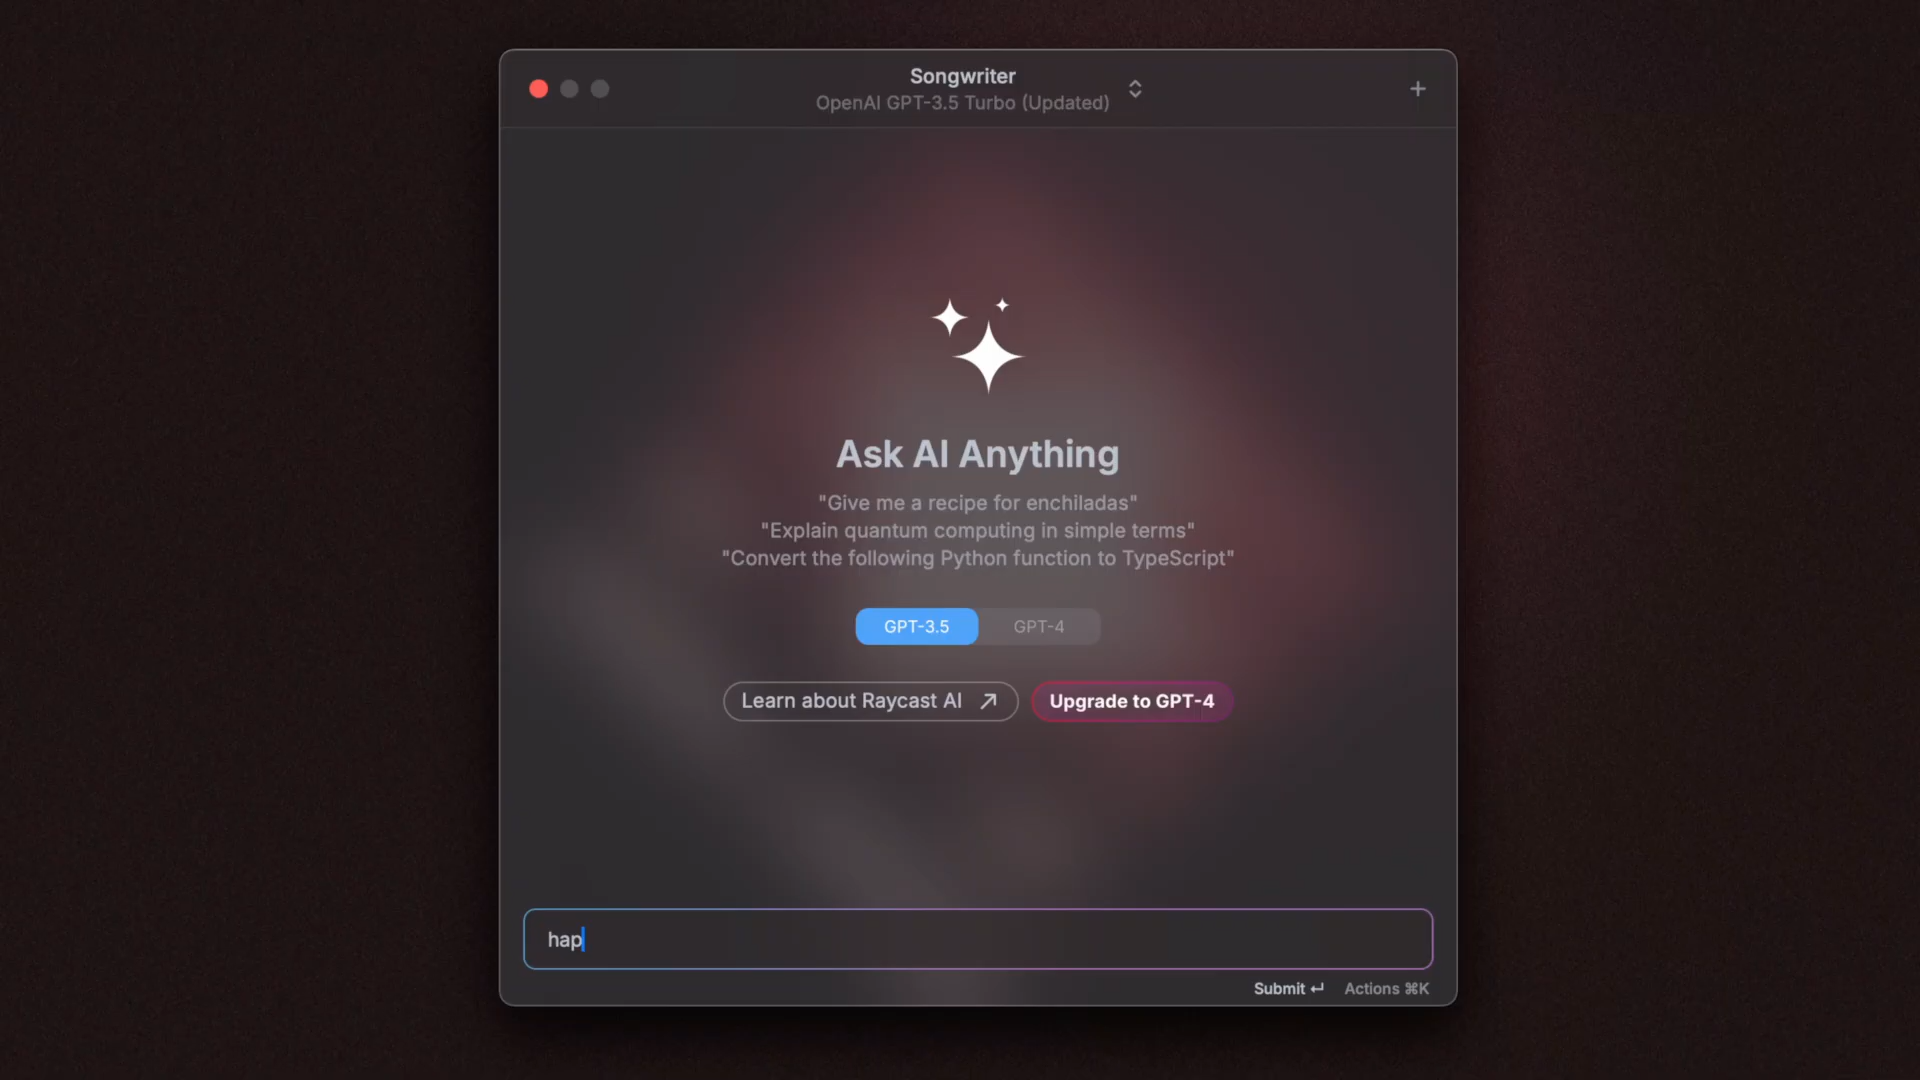 Songwriter
OpenAI GPT-3.5 Turbo (Updated)
Ask AI Anything
"Give me a recipe for enchiladas"
"Explain quantum computing in simple terms"
"Convert the following Python function to TypeScript"
GPT-3.5 GPT-4
Learn about Raycast AI ↗ Upgrade to GPT-4
hap
Submit ↵ Actions ⌘K